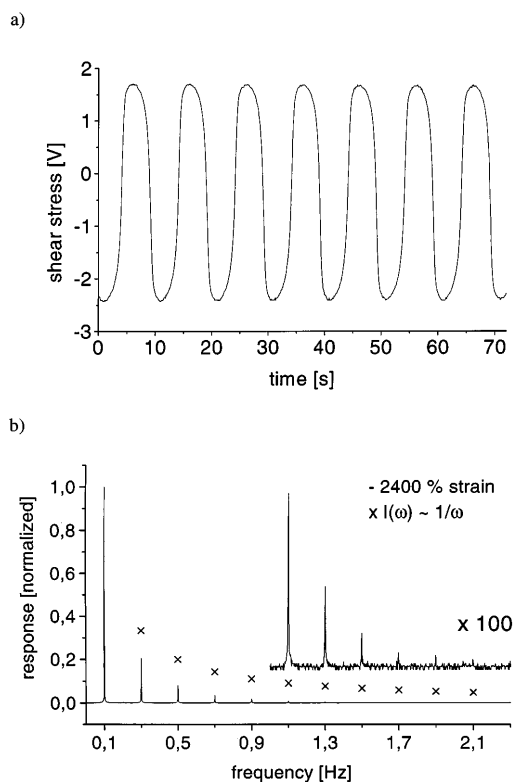 a)
2
1
0
-1
-2
-3
shear stress [V]
0 10 20 30 40 50 60 70
time [s]
b)
1,0
0,8
0,6
0,4
0,2
0,0
response [normalized]
- 2400 % strain
x I(ω) ~ 1/ω
x 100
0,1 0,5 0,9 1,3 1,7 2,1
frequency [Hz]